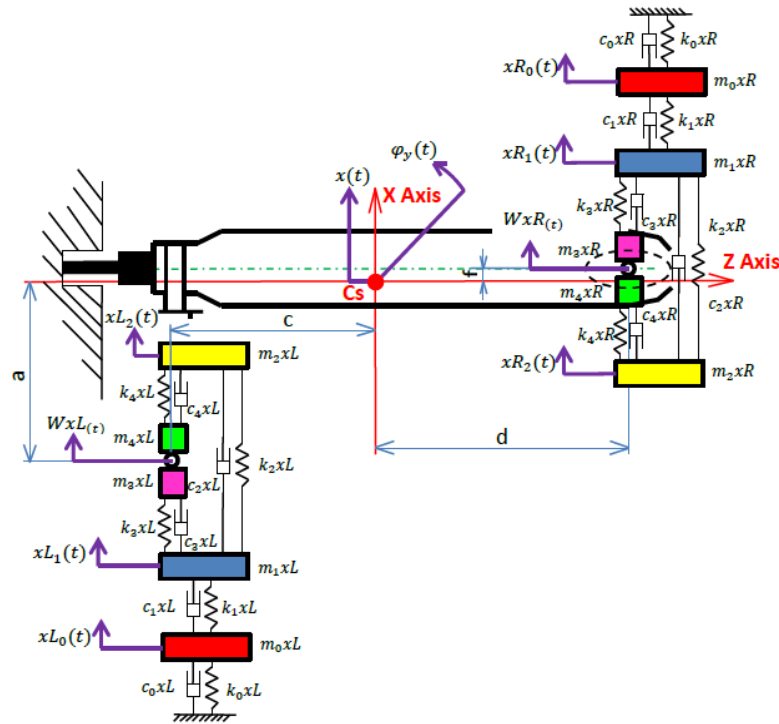 c₀xR k₀xR
xR₀(t)
m₀xR
c₁xR k₁xR
φ_y(t)
xR₁(t)
m₁xR
x(t)
X Axis
k₃xR
c₃xR
k₂xR
WxR₍t₎
m₃xR
f
Z Axis
Cs
m₄xR
c₂xR
c₄xR
k₄xR
xL₂(t)
c
xR₂(t)
m₂xL
m₂xR
a
k₄xL
c₄xL
d
WxL₍t₎
m₄xL
k₂xL
m₃xL
c₂xL
k₃xL
c₃xL
xL₁(t)
m₁xL
c₁xL k₁xL
xL₀(t)
m₀xL
c₀xL k₀xL